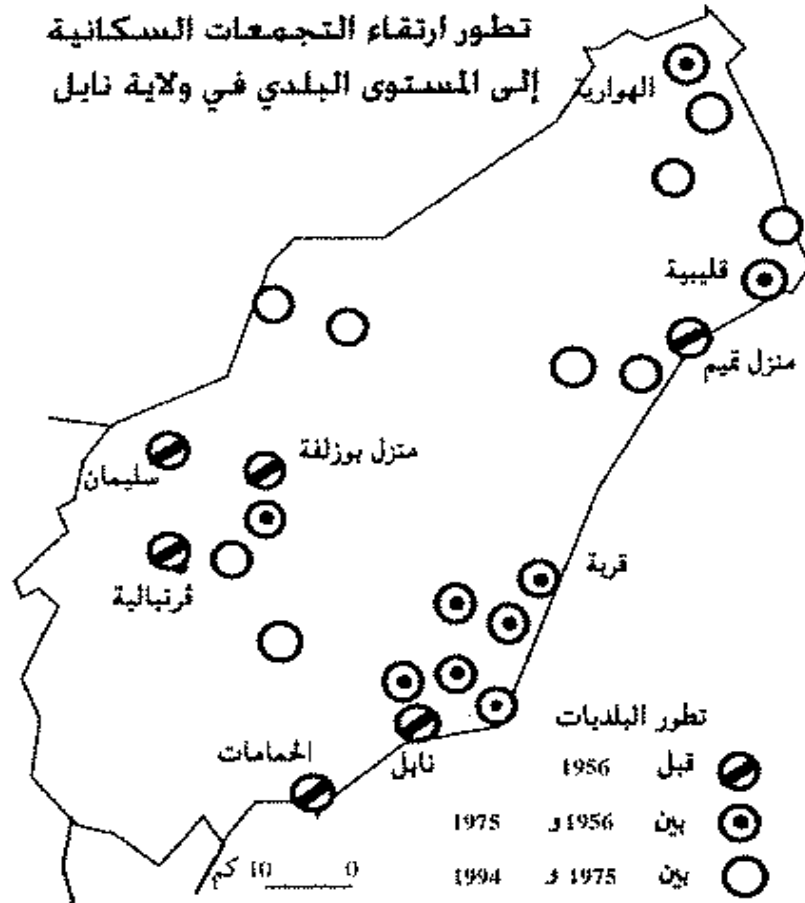 تطور ارتقاء التجمعات السكانية
إلى المستوى البلدي في ولاية نابل
الهوارية
قليبية
منزل تميم
منزل بوزلفة
سليمان
قربة
ڨرنبالية
الحمامات
نابل
تطور البلديات
قبل 1956
بين 1956 و 1975
بين 1975 و 1994
0 10 كم